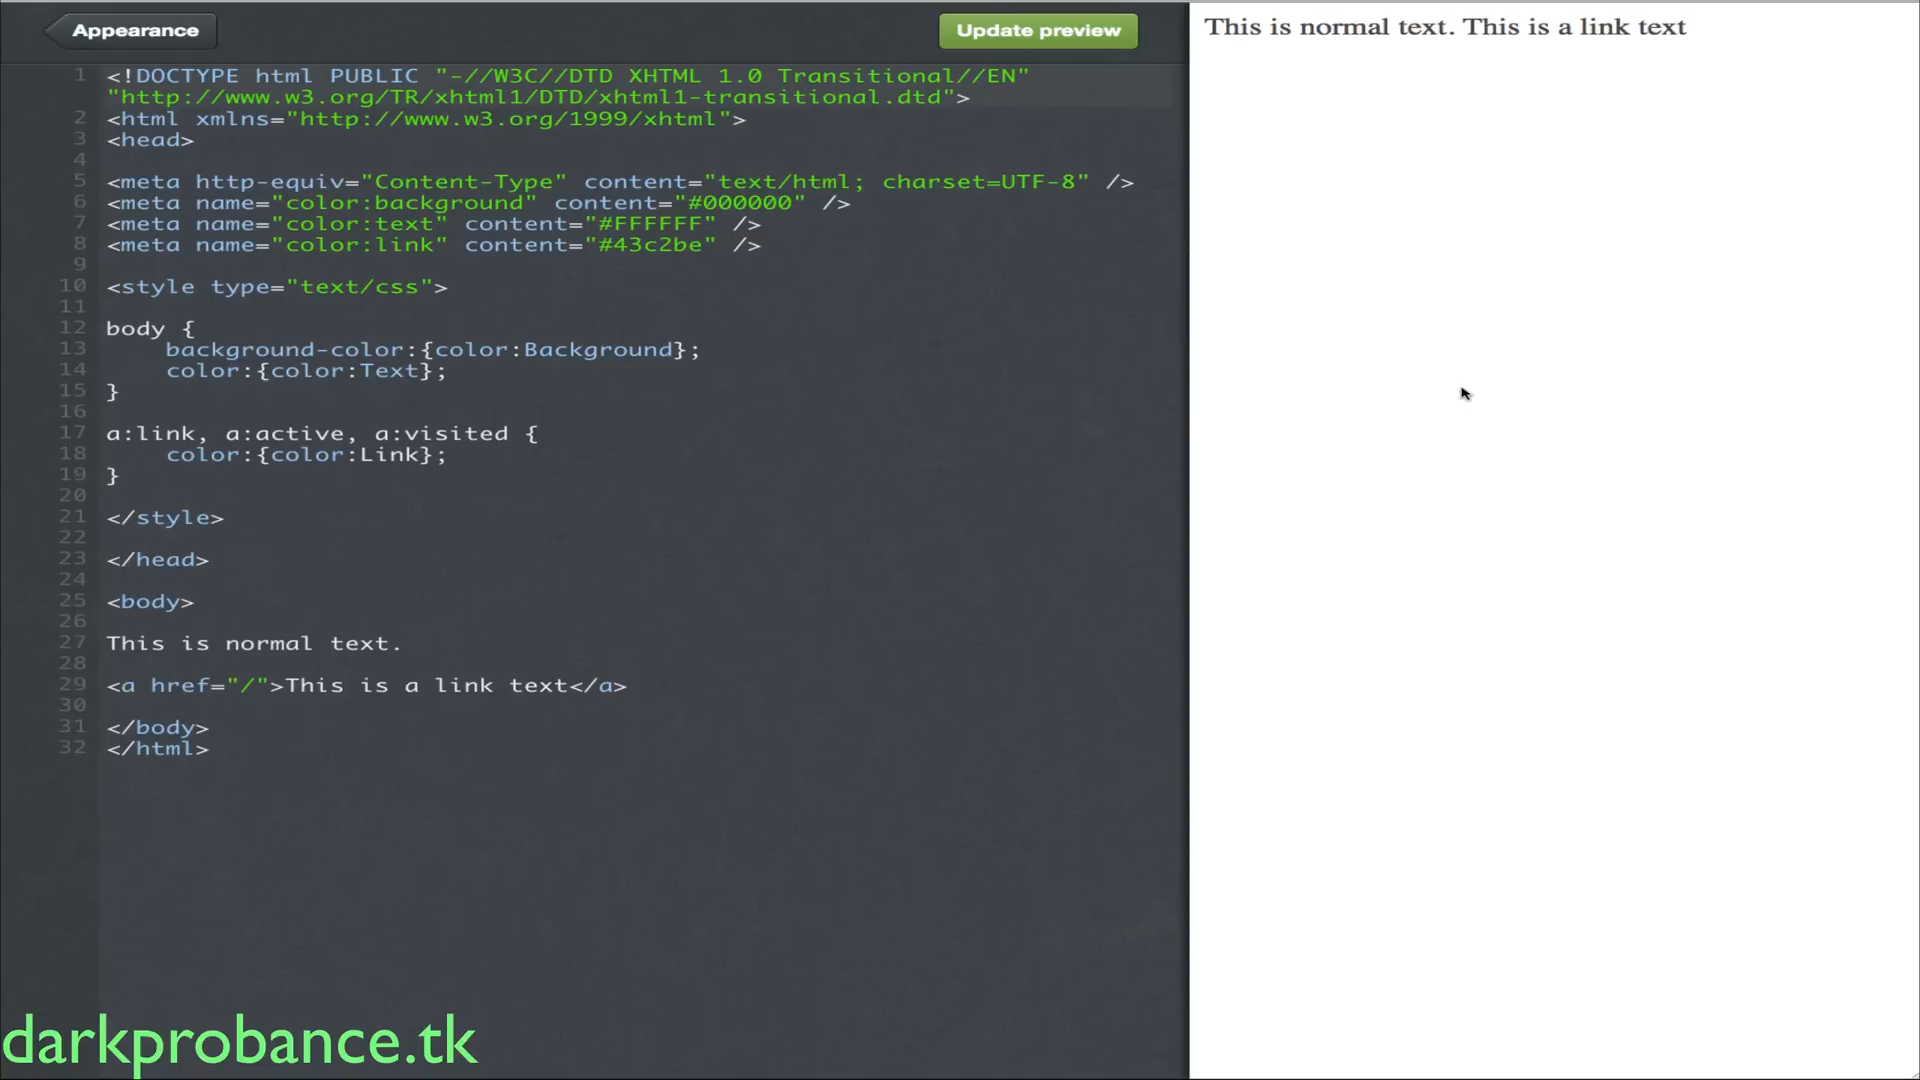 Appearance
Update preview
1 <!DOCTYPE html PUBLIC "-//W3C//DTD XHTML 1.0 Transitional//EN"
"http://www.w3.org/TR/xhtml1/DTD/xhtml1-transitional.dtd">
2 <html xmlns="http://www.w3.org/1999/xhtml">
3 <head>
4
5 <meta http-equiv="Content-Type" content="text/html; charset=UTF-8" />
6 <meta name="color:background" content="#000000" />
7 <meta name="color:text" content="#FFFFFF" />
8 <meta name="color:link" content="#43c2be" />
9
10 <style type="text/css">
11
12 body {
13 background-color:{color:Background};
14 color:{color:Text};
15 }
16
17 a:link, a:active, a:visited {
18 color:{color:Link};
19 }
20
21 </style>
22
23 </head>
24
25 <body>
26
27 This is normal text.
28
29 <a href="/">This is a link text</a>
30
31 </body>
32 </html>
This is normal text. This is a link text
darkprobance.tk